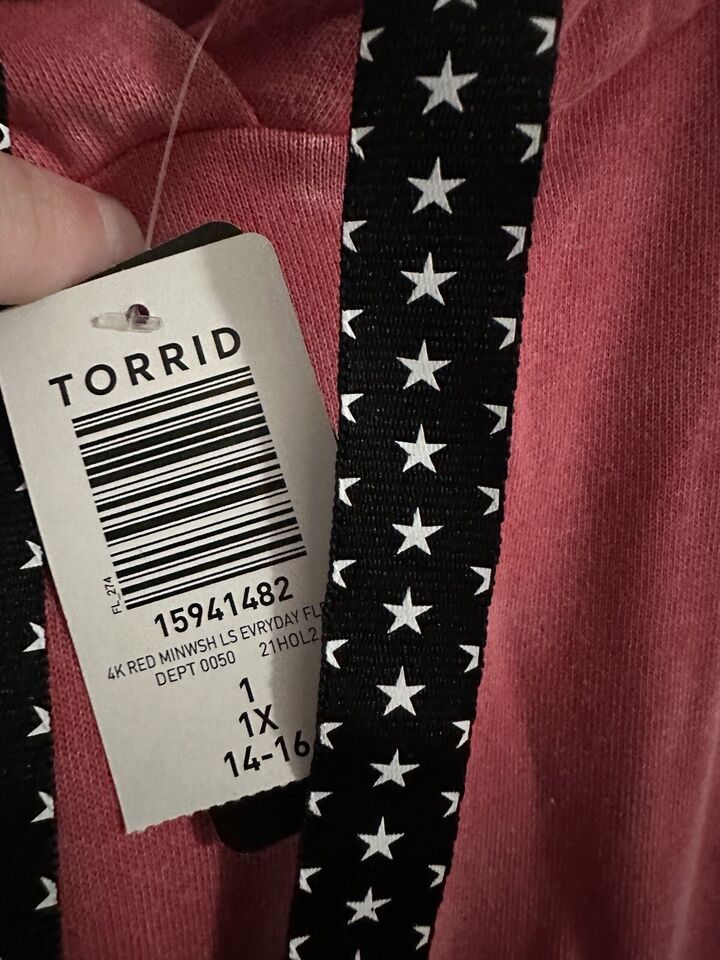 TORRID
FL_274
15941482
4K RED MINWSH LS EVRYDAY FL
DEPT 0050 21HOL2
1
1X
14-16